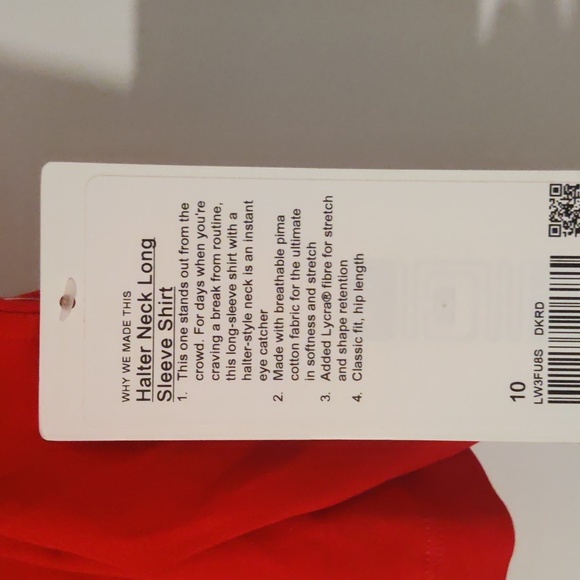 WHY WE MADE THIS
Halter Neck Long
Sleeve Shirt
1. This one stands out from the
crowd. For days when you're
craving a break from routine,
this long-sleeve shirt with a
halter-style neck is an instant
eye catcher
2. Made with breathable pima
cotton fabric for the ultimate
in softness and stretch
3. Added Lycra® fibre for stretch
and shape retention
4. Classic fit, hip length
10
LW3FU8S DKRD